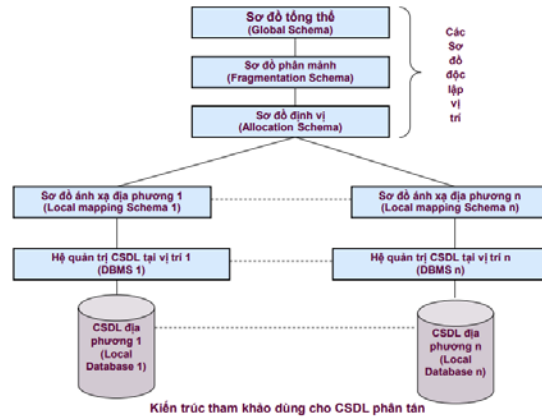 Sơ đồ tổng thể
(Global Schema)
Sơ đồ phân mảnh
(Fragmentation Schema)
Sơ đồ định vị
(Allocation Schema)
Các
Sơ
đồ
độc
lập
vị
trí
Sơ đồ ánh xạ địa phương 1
(Local mapping Schema 1)
Sơ đồ ánh xạ địa phương n
(Local mapping Schema n)
Hệ quản trị CSDL tại vị trí 1
(DBMS 1)
Hệ quản trị CSDL tại vị trí n
(DBMS n)
CSDL địa
phương 1
(Local
Database 1)
CSDL địa
phương n
(Local
Database n)
Kiến trúc tham khảo dùng cho CSDL phân tán